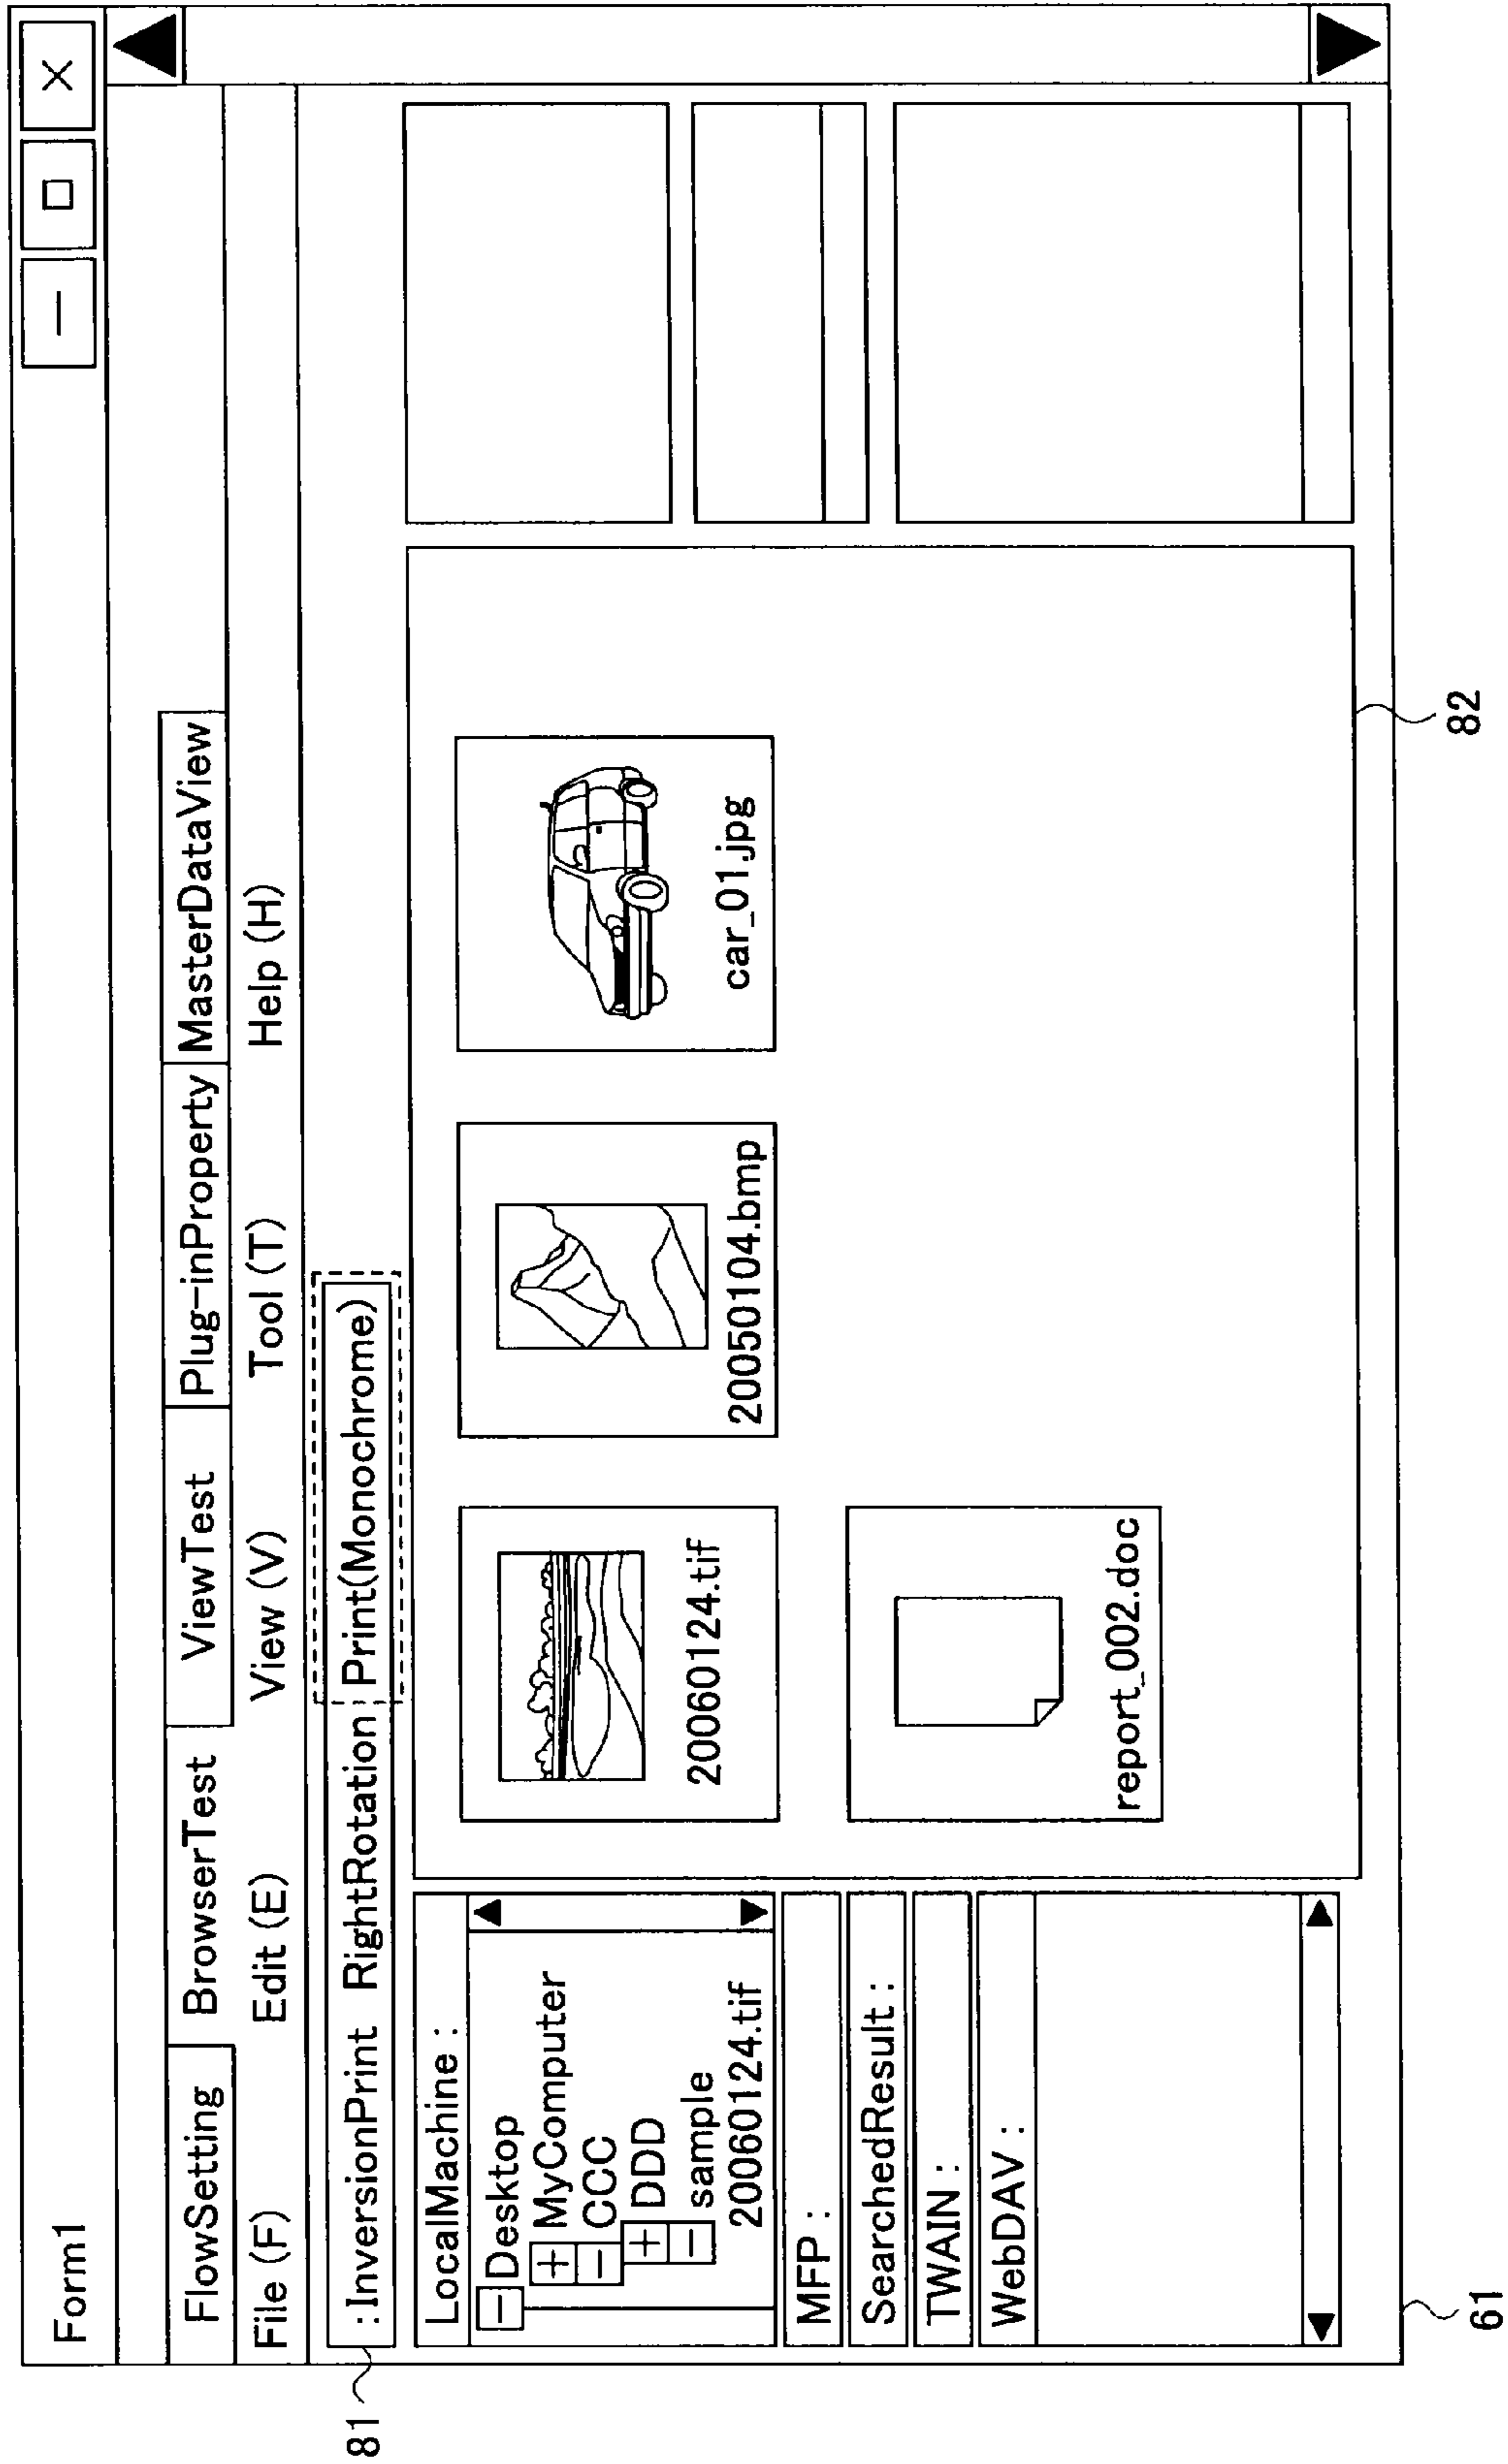 Form1
FlowSetting BrowserTest ViewTest Plug-inProperty MasterDataView
File (F) Edit (E) View (V) Tool (T) Help (H)
81
:InversionPrint RightRotation Print(Monochrome)
LocalMachine :
Desktop
MyComputer
CCC
DDD
sample
20060124.tif
MFP :
SearchedResult :
TWAIN :
WebDAV :
20060124.tif
20050104.bmp
car_01.jpg
report_002.doc
61
82